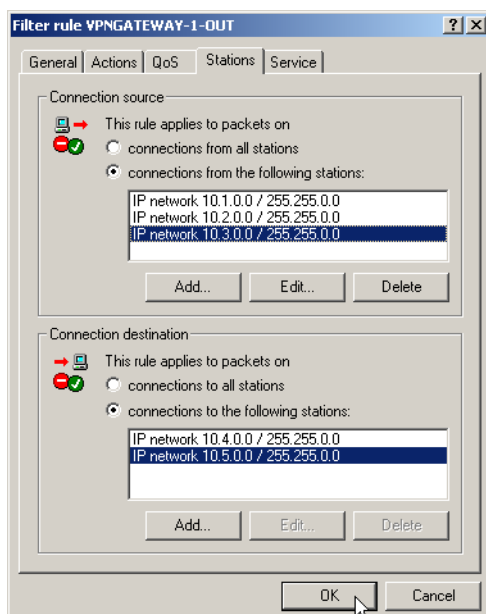 Filter rule VPNGATEWAY-1-OUT
General Actions QoS Stations Service
Connection source
This rule applies to packets on
connections from all stations
connections from the following stations:
IP network 10.1.0.0 / 255.255.0.0
IP network 10.2.0.0 / 255.255.0.0
IP network 10.3.0.0 / 255.255.0.0
Add... Edit... Delete
Connection destination
This rule applies to packets on
connections to all stations
connections to the following stations:
IP network 10.4.0.0 / 255.255.0.0
IP network 10.5.0.0 / 255.255.0.0
Add... Edit... Delete
OK Cancel